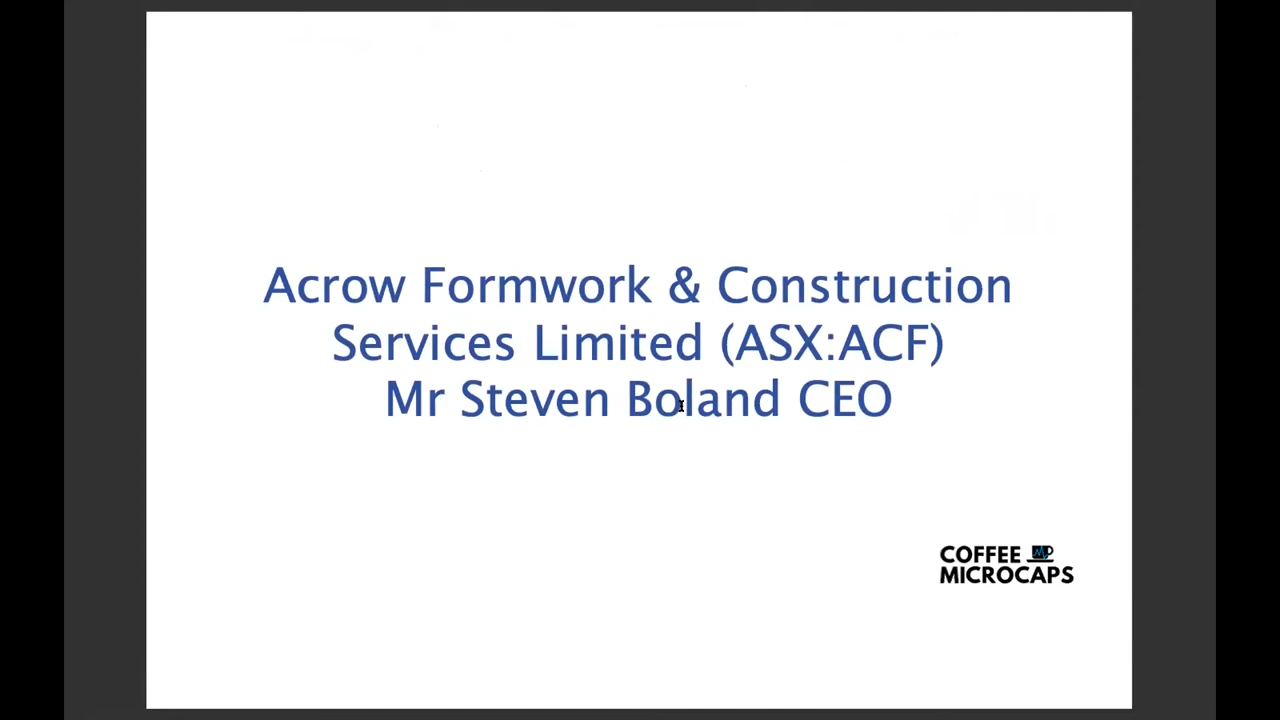 Acrow Formwork & Construction
Services Limited (ASX:ACF)
Mr Steven Boland CEO
COFFEE
MICROCAPS